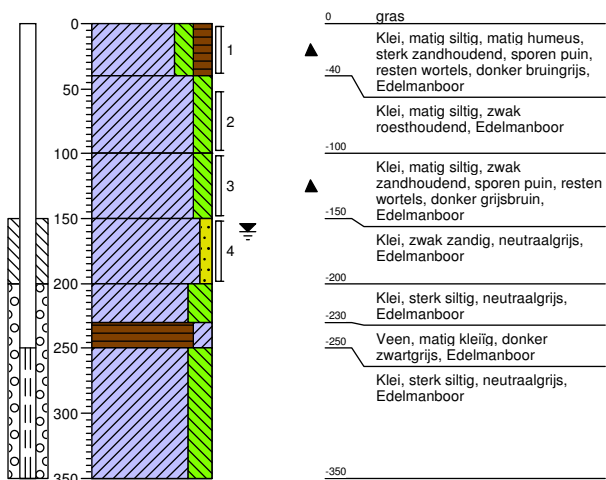 0
50
100
150
200
250
300
350
1
2
3
4
0 gras
Klei, matig siltig, matig humeus,
sterk zandhoudend, sporen puin,
resten wortels, donker bruingrijs,
Edelmanboor
-40
Klei, matig siltig, zwak
roesthoudend, Edelmanboor
-100
Klei, matig siltig, zwak
zandhoudend, sporen puin, resten
wortels, donker grijsbruin,
Edelmanboor
-150
Klei, zwak zandig, neutraalgrijs,
Edelmanboor
-200
Klei, sterk siltig, neutraalgrijs,
Edelmanboor
-230
Veen, matig kleiïg, donker
zwartgrijs, Edelmanboor
-250
Klei, sterk siltig, neutraalgrijs,
Edelmanboor
-350